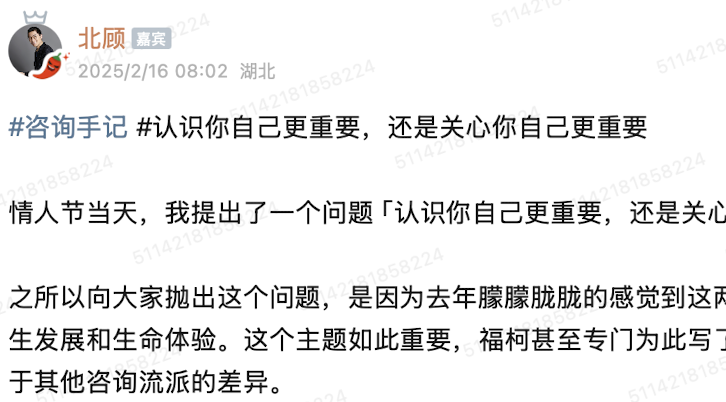 北顾 嘉宾
2025/2/16 08:02 湖北
#咨询手记 #认识你自己更重要，还是关心你自己更重要
情人节当天，我提出了一个问题「认识你自己更重要，还是关心
之所以向大家抛出这个问题，是因为去年朦朦胧胧的感觉到这两
生发展和生命体验。这个主题如此重要，福柯甚至专门为此写了
于其他咨询流派的差异。
51142181858224